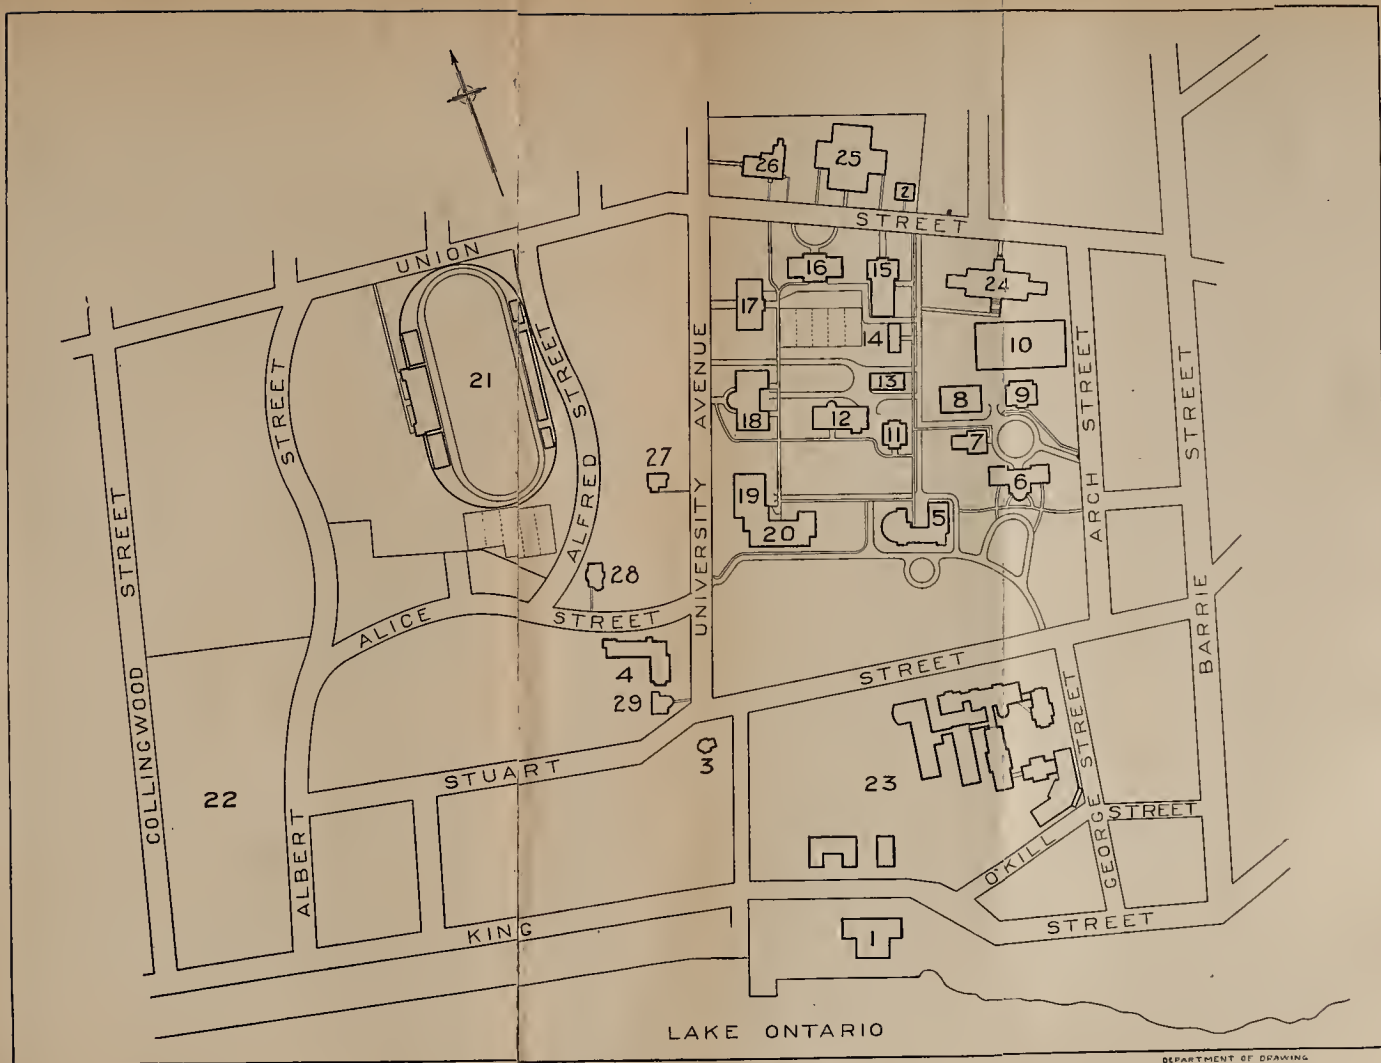 26
25
2
STREET
UNION
16
15
24
17
14
10
21
STREET
STREET
AVENUE
STREET
STREET
13
8
9
18
12
11
7
27
6
19
20
5
STREET
ALFRED
UNIVERSITY
ARCH
28
ALICE
STREET
BARRIE
4
STREET
29
COLLINGWOOD
STREET
3
STUART
23
22
ALBERT
GEORGE
STREET
O'KILL
KING
STREET
1
LAKE ONTARIO
DEPARTMENT OF DRAWING